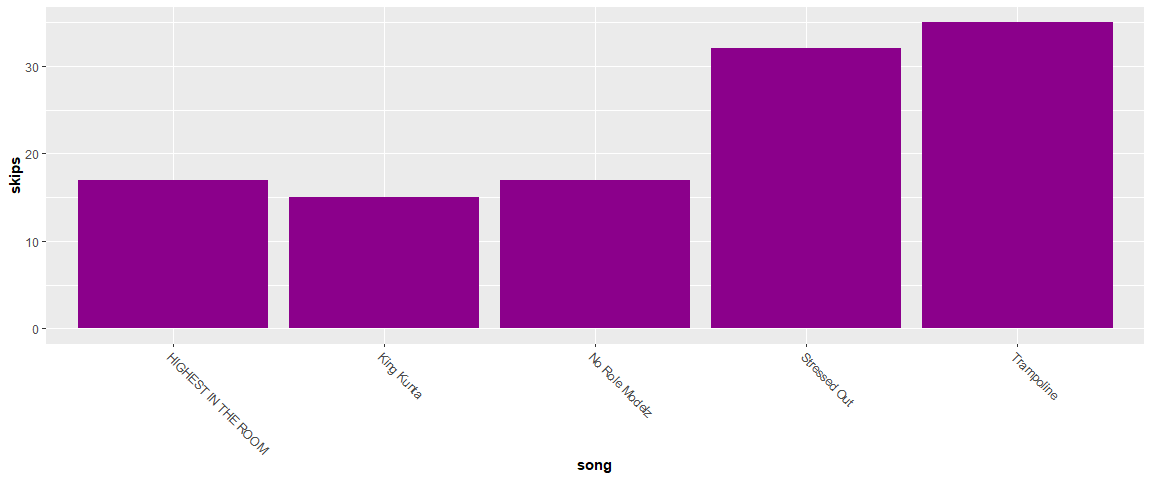 skips
30
20
10
0
HIGHEST IN THE ROOM
King Kunta
No Role Modelz
Stressed Out
Trampoline
song